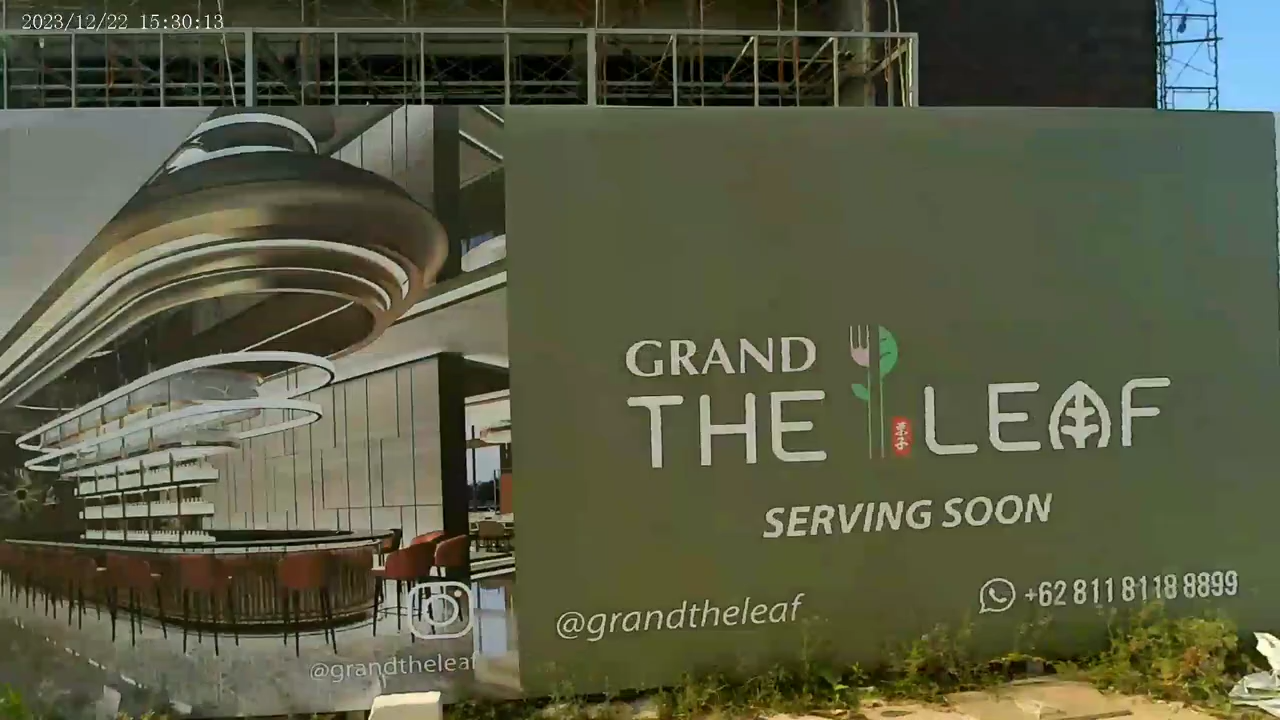 2023/12/22 15:30:13
GRAND
THE LEAF
SERVING SOON
@grandtheleaf
+62 811 8118 8899
@grandtheleaf